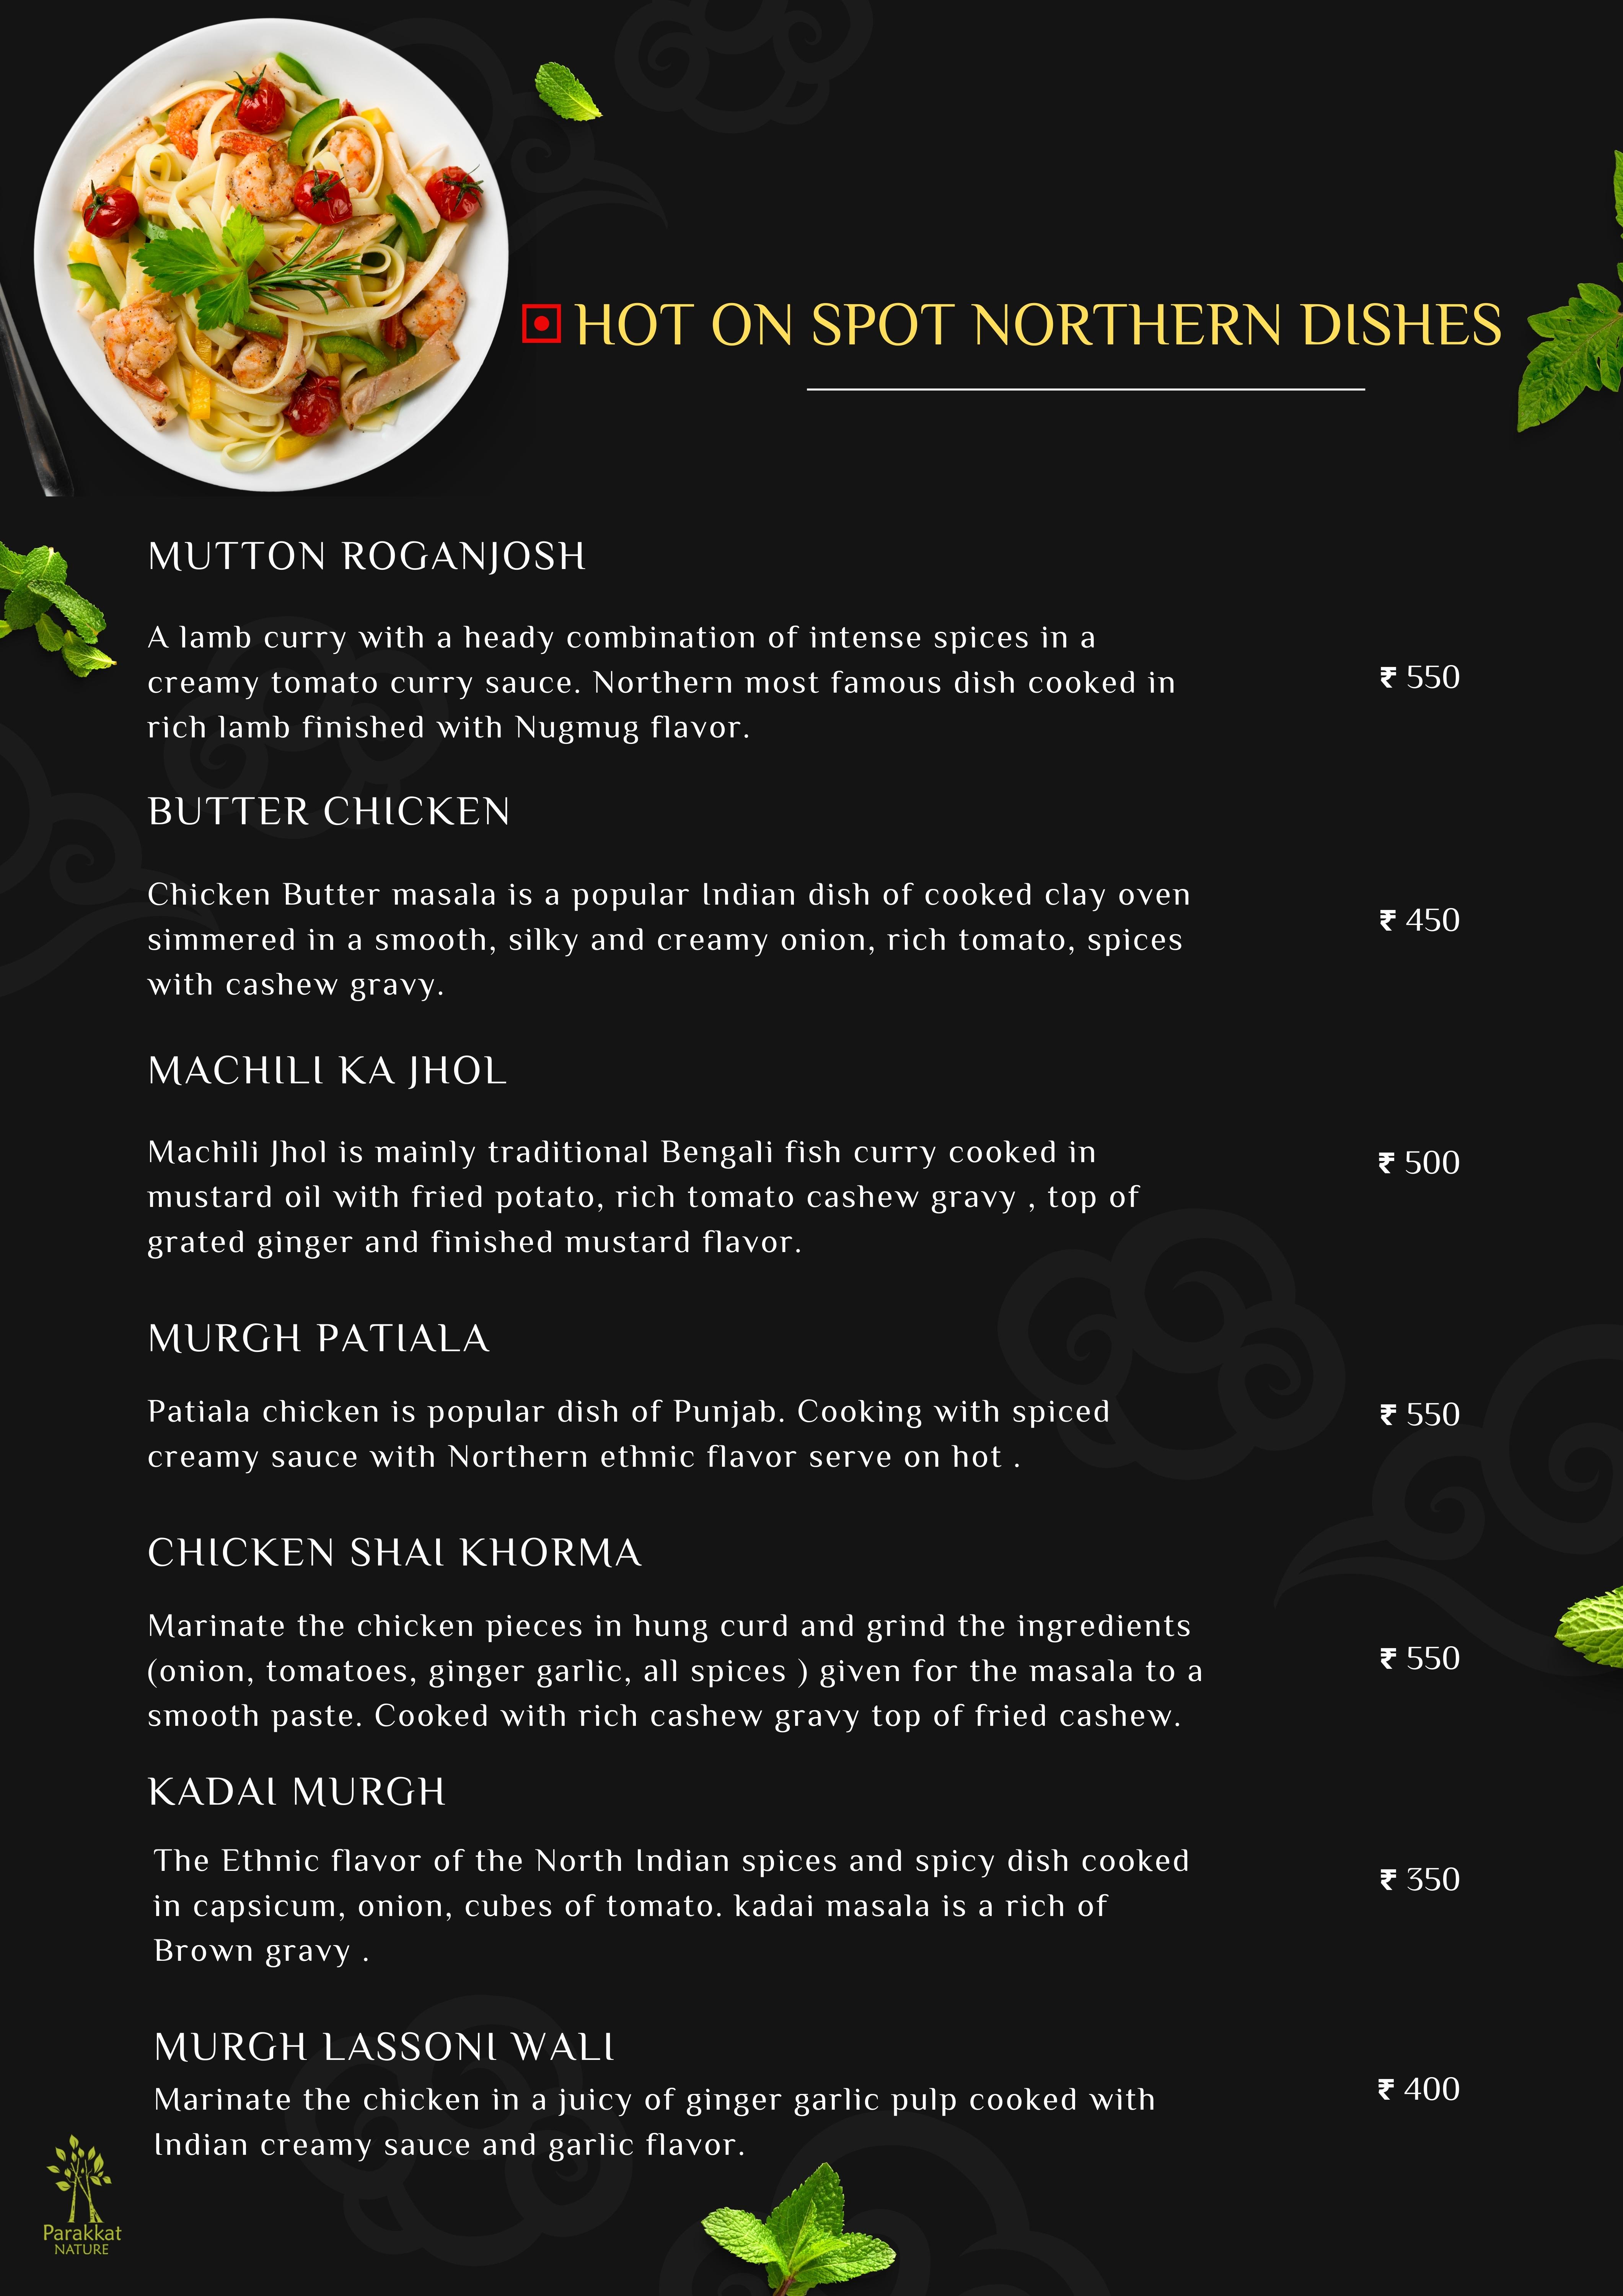 HOT ON SPOT NORTHERN DISHES
MUTTON ROGANJOSH
A lamb curry with a heady combination of intense spices in a
creamy tomato curry sauce. Northern most famous dish cooked in
rich lamb finished with Nugmug flavor.
₹ 550
BUTTER CHICKEN
Chicken Butter masala is a popular Indian dish of cooked clay oven
simmered in a smooth, silky and creamy onion, rich tomato, spices
with cashew gravy.
₹ 450
MACHILI KA JHOL
Machili Jhol is mainly traditional Bengali fish curry cooked in
mustard oil with fried potato, rich tomato cashew gravy , top of
grated ginger and finished mustard flavor.
₹ 500
MURGH PATIALA
Patiala chicken is popular dish of Punjab. Cooking with spiced
creamy sauce with Northern ethnic flavor serve on hot .
₹ 550
CHICKEN SHAI KHORMA
Marinate the chicken pieces in hung curd and grind the ingredients
(onion, tomatoes, ginger garlic, all spices ) given for the masala to a
smooth paste. Cooked with rich cashew gravy top of fried cashew.
₹ 550
KADAI MURGH
The Ethnic flavor of the North Indian spices and spicy dish cooked
in capsicum, onion, cubes of tomato. kadai masala is a rich of
Brown gravy .
₹ 350
MURGH LASSONI WALI
Marinate the chicken in a juicy of ginger garlic pulp cooked with
Indian creamy sauce and garlic flavor.
₹ 400
Parakkat
NATURE